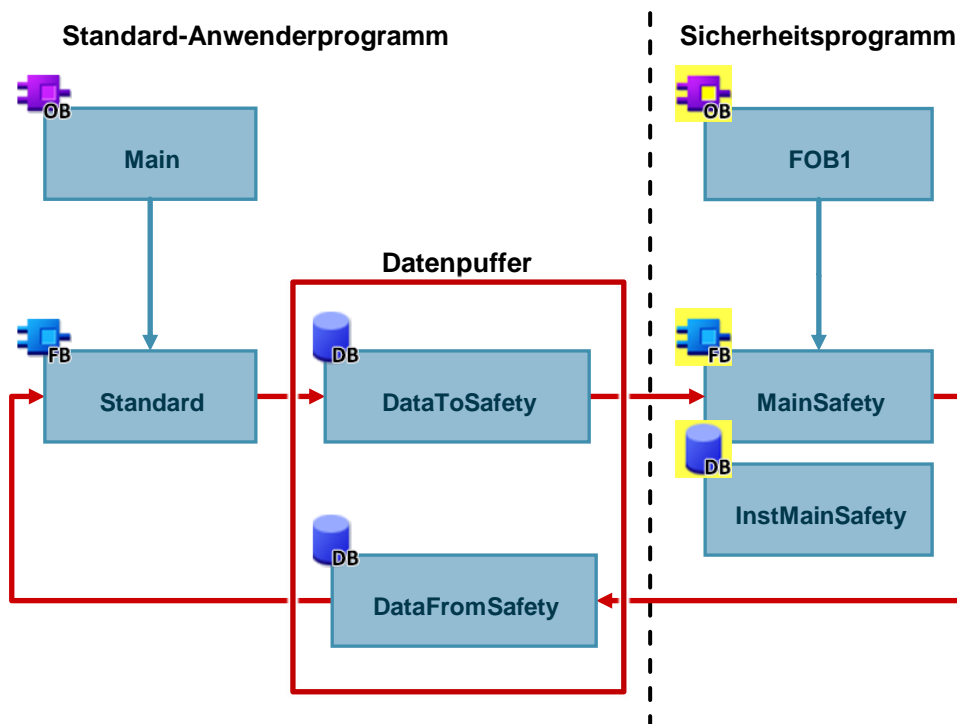 Standard-Anwenderprogramm
Sicherheitsprogramm
OB
Main
OB
FOB1
Datenpuffer
FB
Standard
DB
DataToSafety
FB
MainSafety
DB
InstMainSafety
DB
DataFromSafety